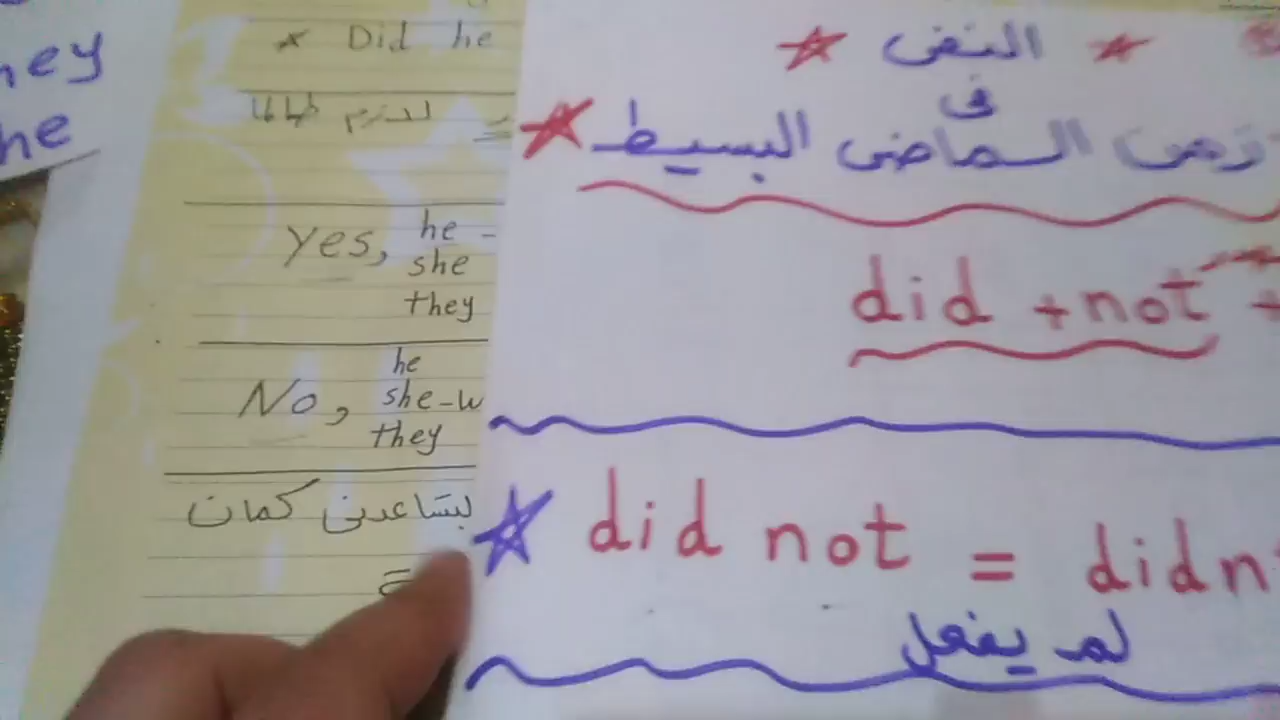 hey
he
★ Did he
Yes, he -
she
they
he
No, she-w
they
بتساعدنى كمان
★ النفى ★
فى
★ زمن الماضى البسيط
did + not +
★ did not = didn'
لم يفعل